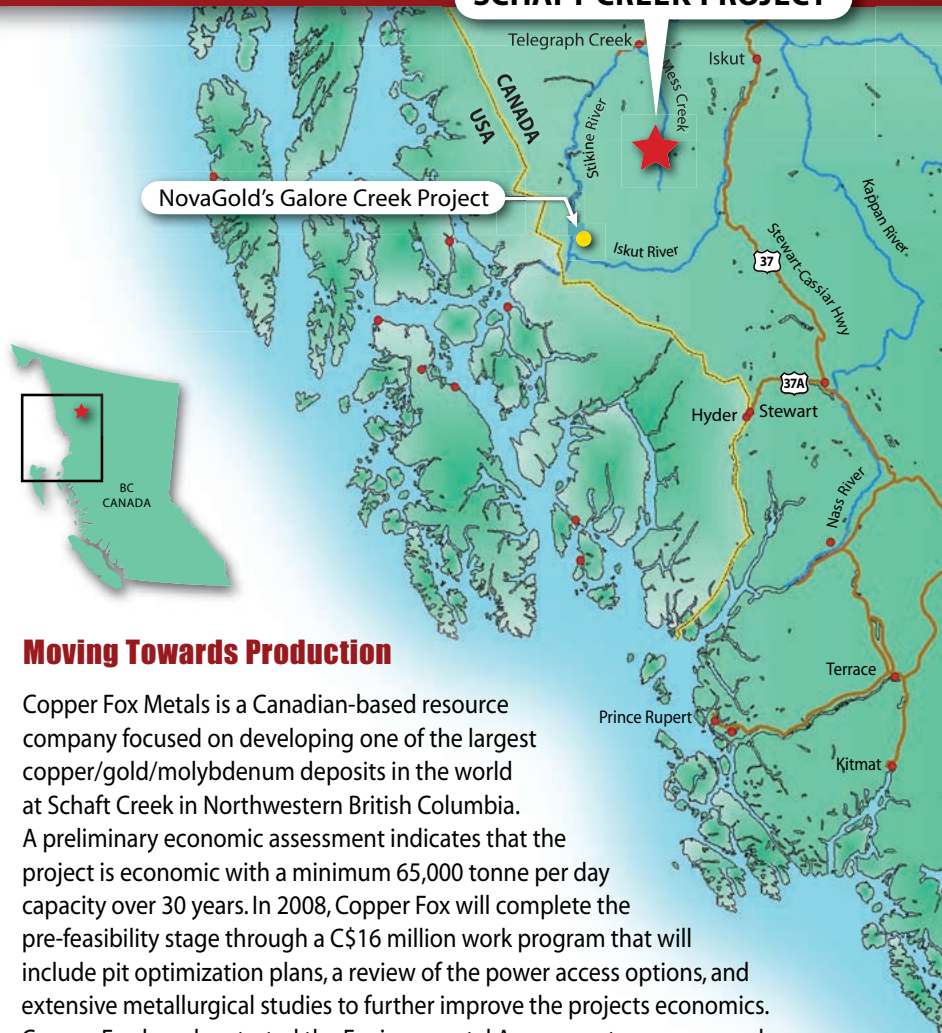 SCHAFT CREEK PROJECT
Telegraph Creek
Iskut
Mess Creek
CANADA
USA
Stikine River
NovaGold's Galore Creek Project
Kappan River
Iskut River
37
Stewart-Cassiar Hwy
37A
Hyder
Stewart
BC
CANADA
Nass River
Terrace
Prince Rupert
Kitmat
Moving Towards Production
Copper Fox Metals is a Canadian-based resource
company focused on developing one of the largest
copper/gold/molybdenum deposits in the world
at Schaft Creek in Northwestern British Columbia.
A preliminary economic assessment indicates that the
project is economic with a minimum 65,000 tonne per day
capacity over 30 years. In 2008, Copper Fox will complete the
pre-feasibility stage through a C$16 million work program that will
include pit optimization plans, a review of the power access options, and
extensive metallurgical studies to further improve the projects economics.